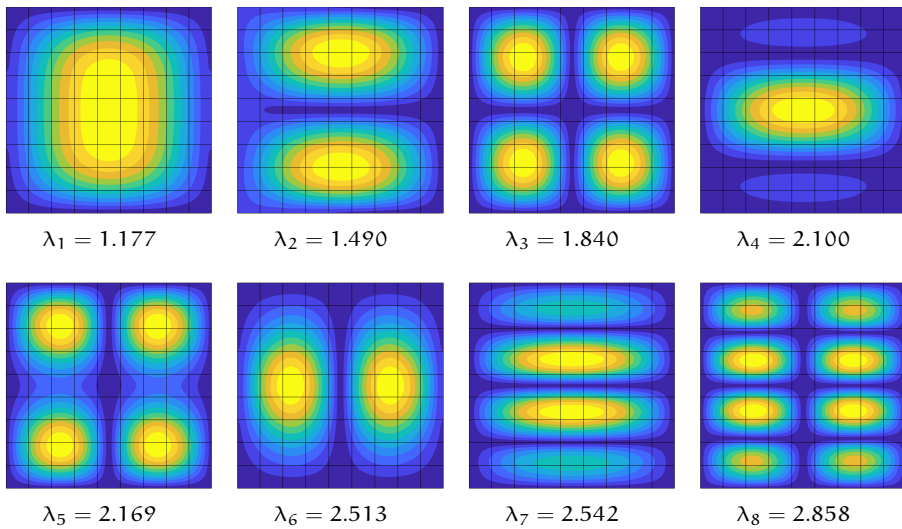 λ₁ = 1.177
λ₂ = 1.490
λ₃ = 1.840
λ₄ = 2.100
λ₅ = 2.169
λ₆ = 2.513
λ₇ = 2.542
λ₈ = 2.858